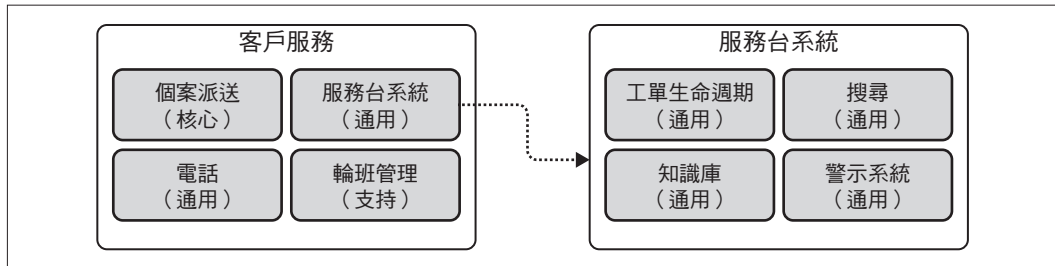 客戶服務
個案派送
（核心）
服務台系統
（通用）
電話
（通用）
輪班管理
（支持）
服務台系統
工單生命週期
（通用）
搜尋
（通用）
知識庫
（通用）
警示系統
（通用）